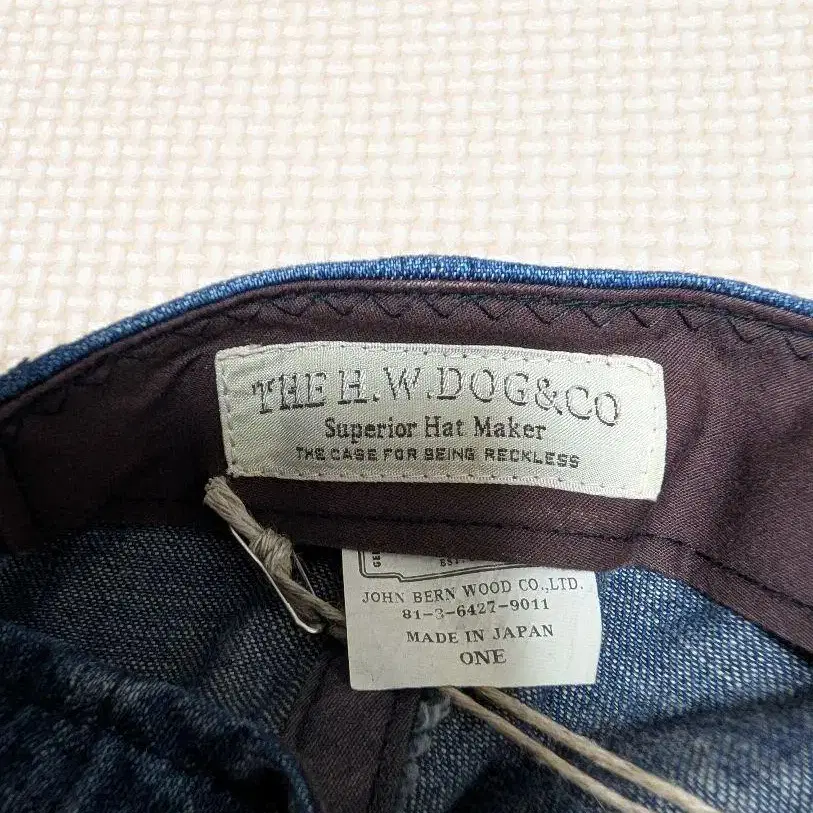 THE H.W.DOG&CO
Superior Hat Maker
THE CASE FOR BEING RECKLESS
JOHN BERN WOOD CO.,LTD.
81-3-6427-9011
MADE IN JAPAN
ONE